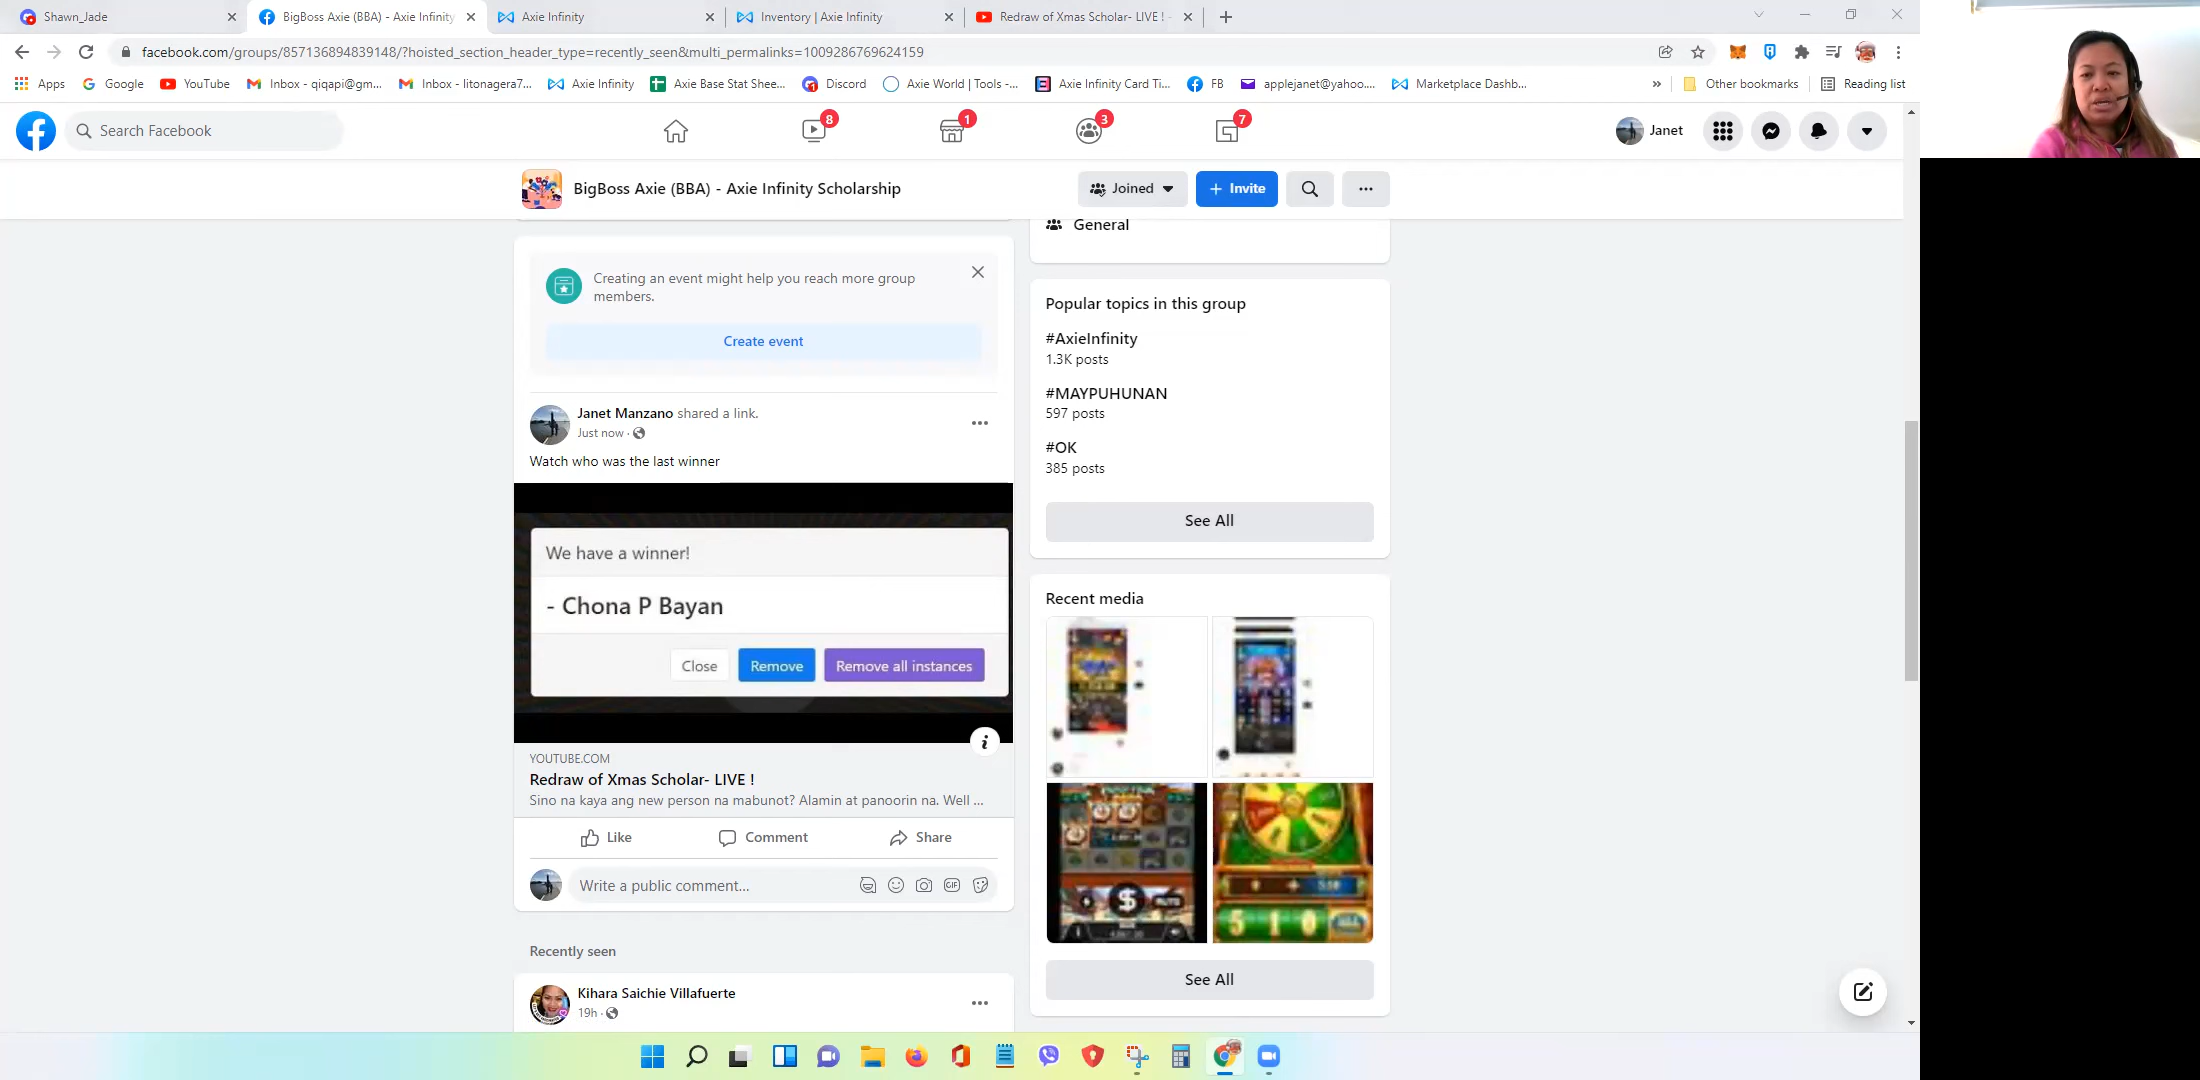 Shawn_Jade
BigBoss Axie (BBA) - Axie Infinity
Axie Infinity
Inventory | Axie Infinity
Redraw of Xmas Scholar- LIVE ! -
facebook.com/groups/857136894839148/?hoisted_section_header_type=recently_seen&multi_permalinks=1009286769624159
Apps
Google
YouTube
Inbox - qiqapi@gm...
Inbox - litonagera7...
Axie Infinity
Axie Base Stat Shee...
Discord
Axie World | Tools -...
Axie Infinity Card Ti...
FB
applejanet@yahoo....
Marketplace Dashb...
»
Other bookmarks
Reading list
Search Facebook
8
1
3
7
Janet
BigBoss Axie (BBA) - Axie Infinity Scholarship
Joined
+ Invite
General
Creating an event might help you reach more group
members.
Create event
Janet Manzano shared a link.
Just now ·
Watch who was the last winner
We have a winner!
- Chona P Bayan
Close
Remove
Remove all instances
YOUTUBE.COM
Redraw of Xmas Scholar- LIVE !
Sino na kaya ang new person na mabunot? Alamin at panoorin na. Well ...
Like
Comment
Share
Write a public comment...
GIF
Recently seen
Kihara Saichie Villafuerte
19h ·
Popular topics in this group
#AxieInfinity
1.3K posts
#MAYPUHUNAN
597 posts
#OK
385 posts
See All
Recent media
$
5 1 0
See All